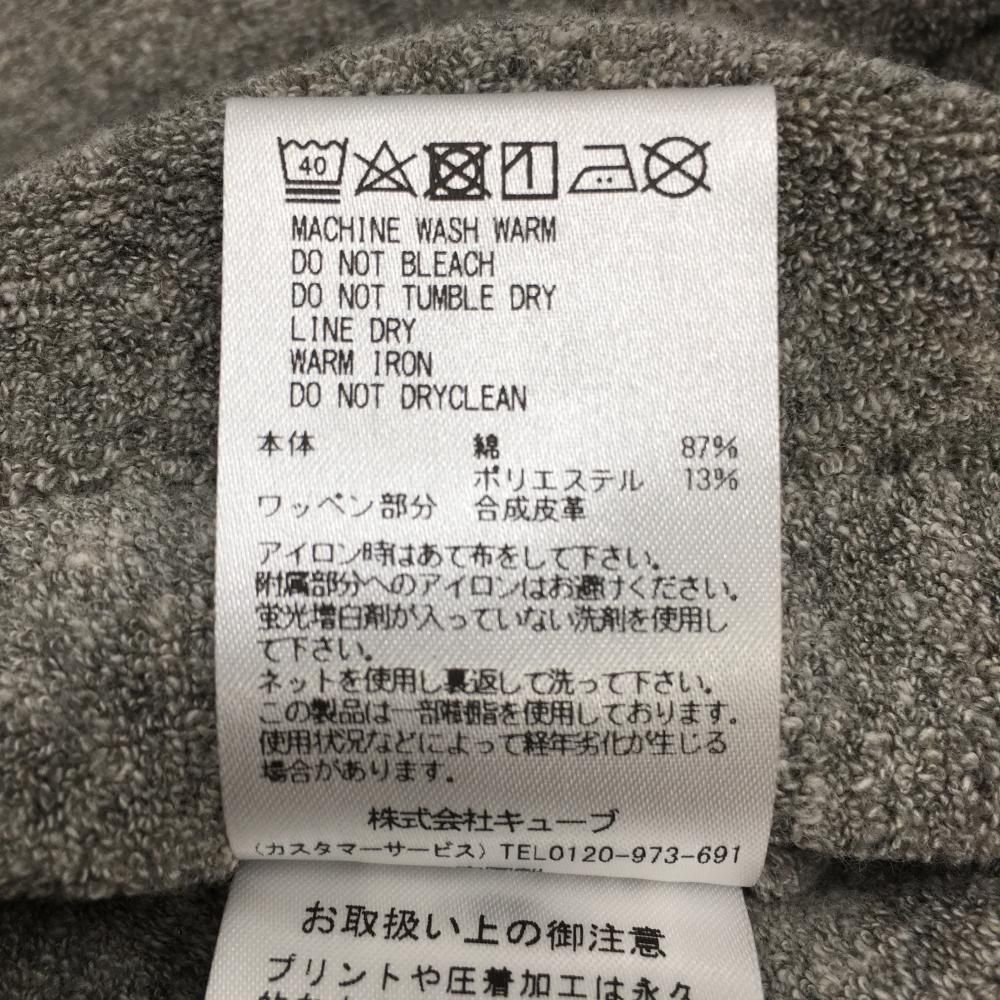 40
MACHINE WASH WARM
DO NOT BLEACH
DO NOT TUMBLE DRY
LINE DRY
WARM IRON
DO NOT DRYCLEAN
本体 綿 87%
ポリエステル 13%
ワッペン部分 合成皮革
アイロン時はあて布をして下さい。
附属部分へのアイロンはお避けください。
蛍光増白剤が入っていない洗剤を使用し
て下さい。
ネットを使用し裏返して洗って下さい。
この製品は一部樹脂を使用しております。
使用状況などによって経年劣化が生じる
場合があります。
株式会社キューブ
(カスタマーサービス) TEL0120-973-691
お取扱い上の御注意
プリントや圧着加工は永久